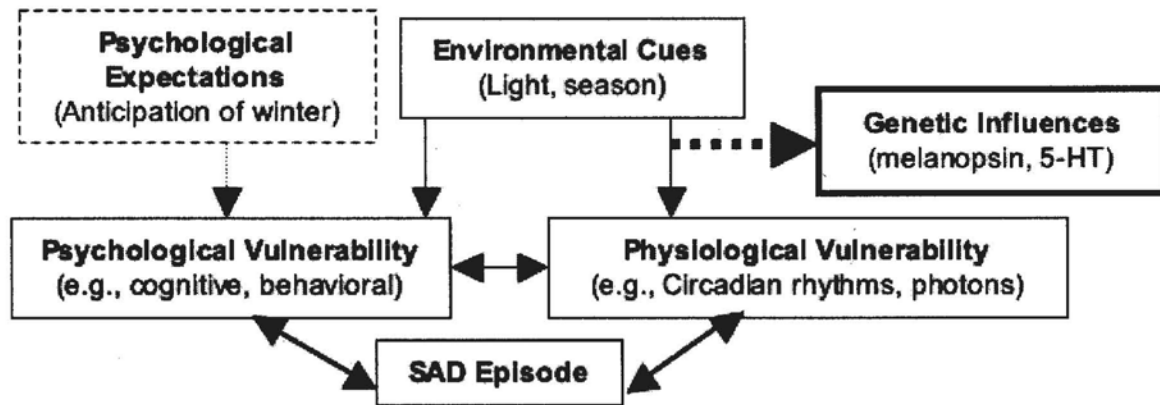 Psychological
Expectations
(Anticipation of winter)
Environmental Cues
(Light, season)
Genetic Influences
(melanopsin, 5-HT)
Psychological Vulnerability
(e.g., cognitive, behavioral)
Physiological Vulnerability
(e.g., Circadian rhythms, photons)
SAD Episode